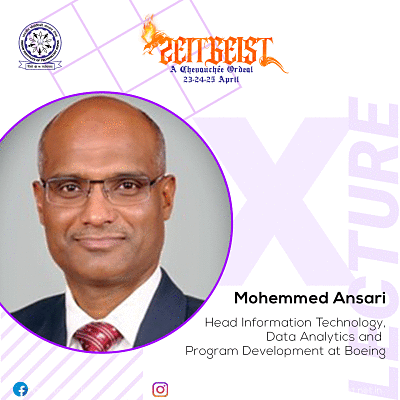 ZEITGEIST
A Chevauchée Ordeal
23-24-25 April
X
LECTURE
Mohemmed Ansari
Head Information Technology,
Data Analytics and
Program Development at Boeing